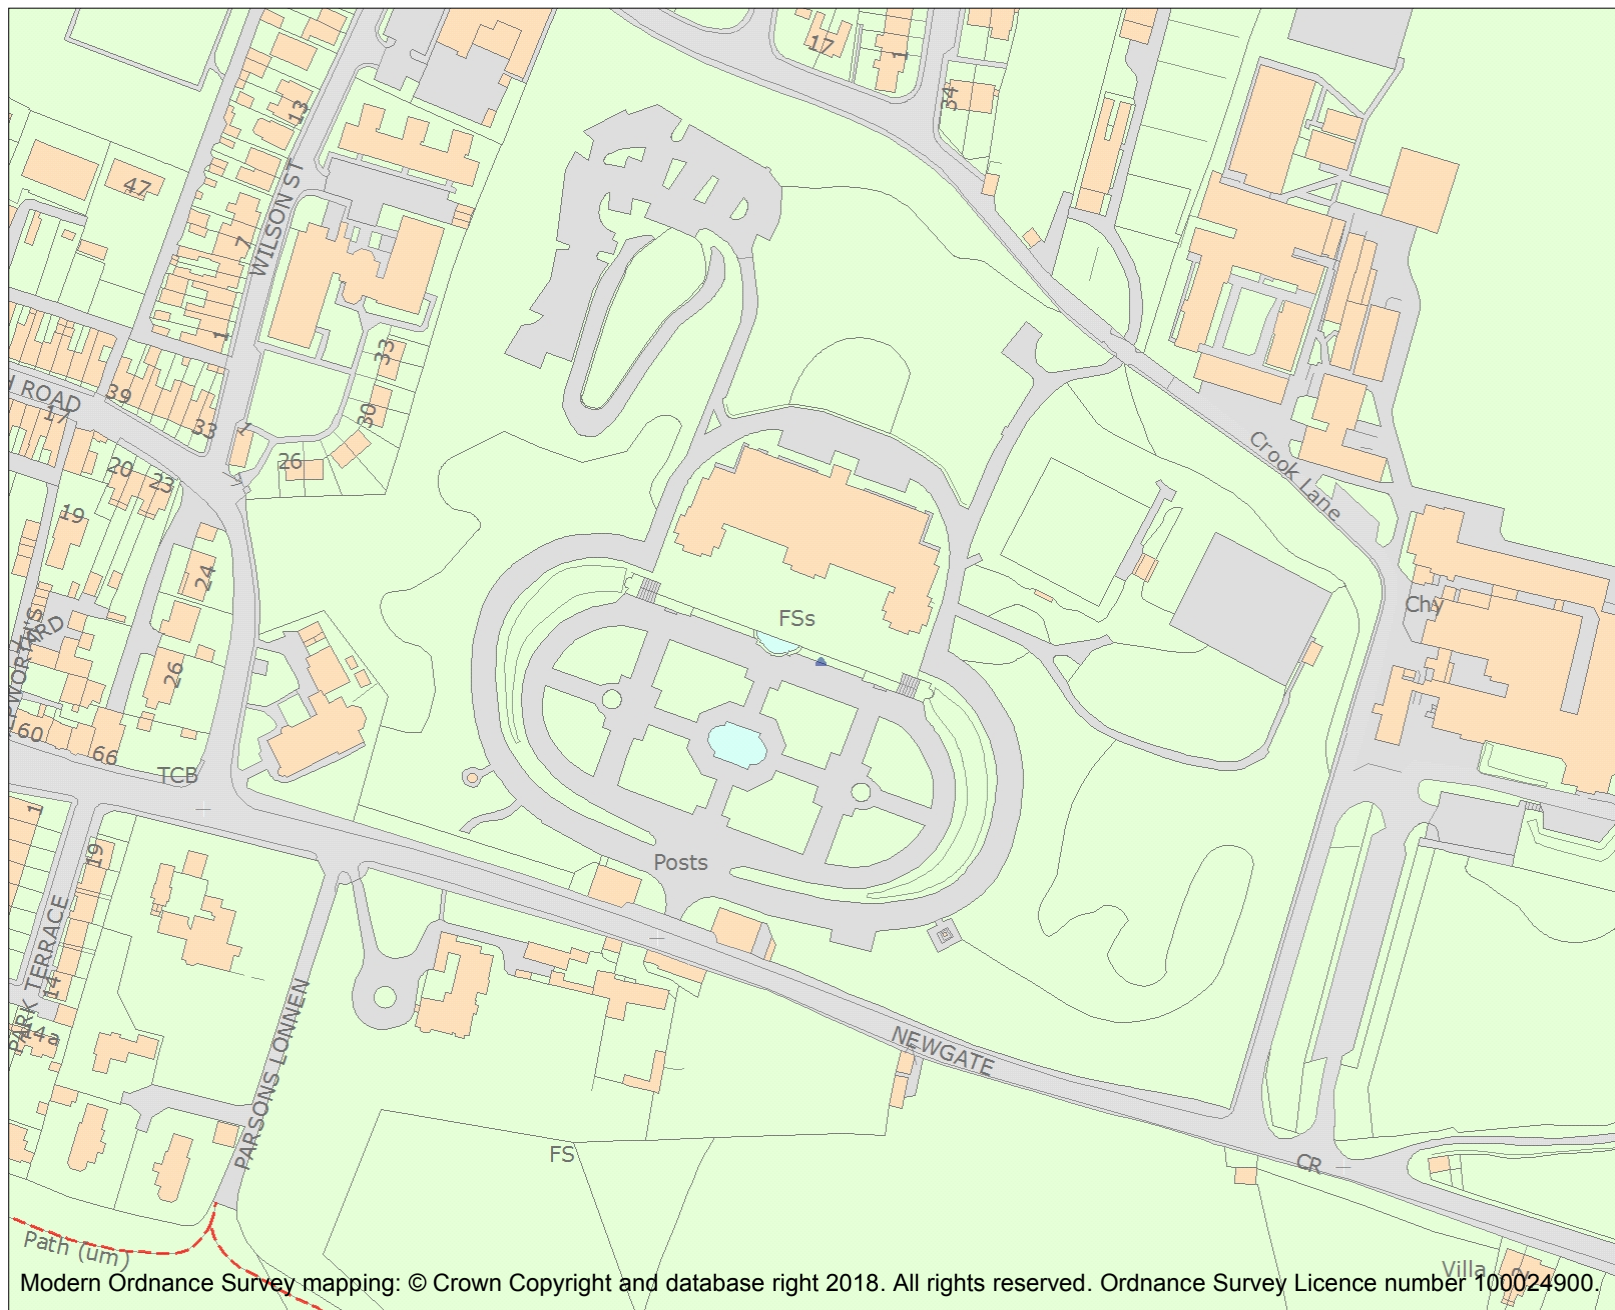 17
1
34
13
WILSON ST
47
7
1
33
30
H ROAD
39
17
33
1
26
20
23
19
24
Crook Lane
Chy
FSs
26
60
66
TCB
1
Posts
19
PARK TERRACE
14
14a
PARSONS LONNEN
NEWGATE
FS
CR
Path (um)
Villa
Modern Ordnance Survey mapping: © Crown Copyright and database right 2018. All rights reserved. Ordnance Survey Licence number 100024900.